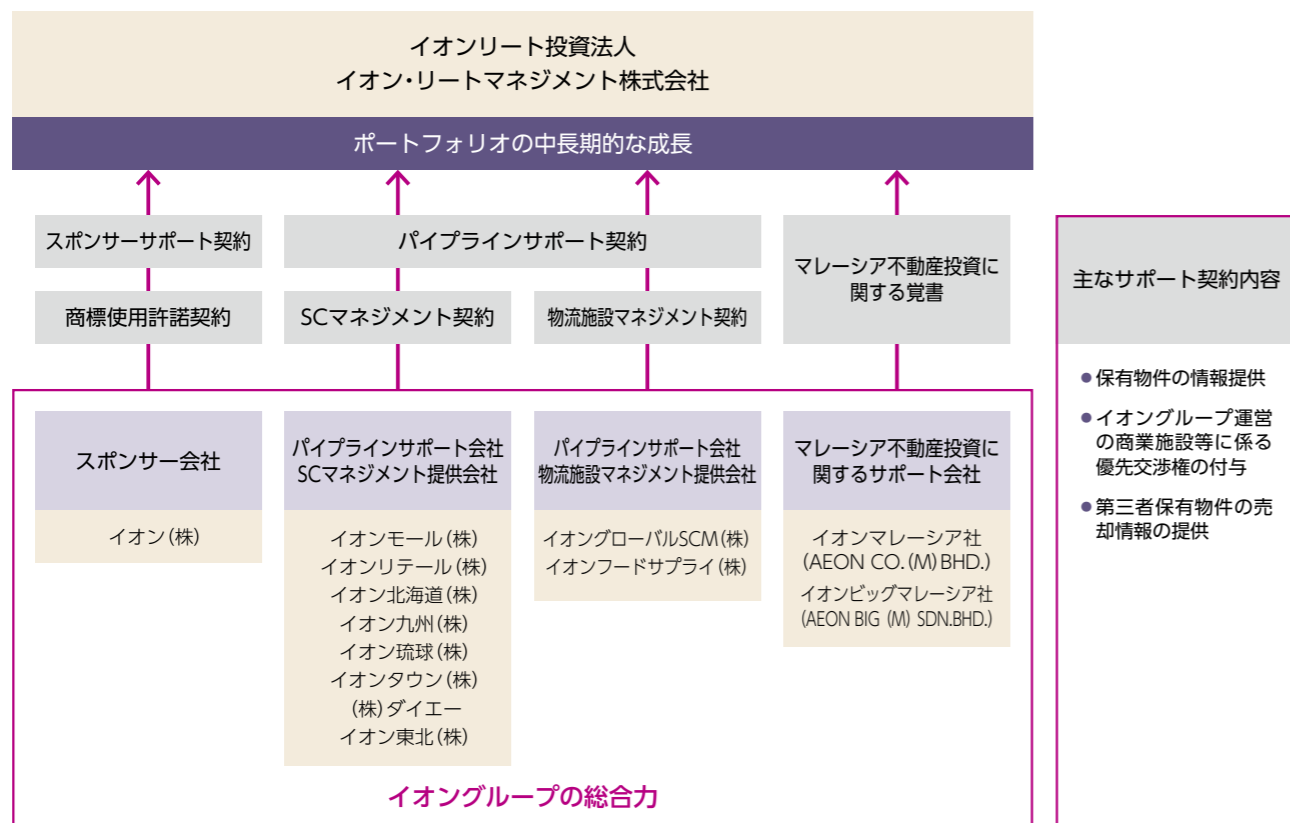 イオンリート投資法人
イオン・リートマネジメント株式会社
ポートフォリオの中長期的な成長
スポンサーサポート契約
商標使用許諾契約
パイプラインサポート契約
SCマネジメント契約
物流施設マネジメント契約
マレーシア不動産投資に
関する覚書
スポンサー会社
イオン(株)
パイプラインサポート会社
SCマネジメント提供会社
イオンモール(株)
イオンリテール(株)
イオン北海道(株)
イオン九州(株)
イオン琉球(株)
イオンタウン(株)
(株)ダイエー
イオン東北(株)
パイプラインサポート会社
物流施設マネジメント提供会社
イオングローバルSCM(株)
イオンフードサプライ(株)
マレーシア不動産投資に
関するサポート会社
イオンマレーシア社
(AEON CO.(M)BHD.)
イオンビッグマレーシア社
(AEON BIG (M) SDN.BHD.)
イオングループの総合力
主なサポート契約内容
●保有物件の情報提供
●イオングループ運営
の商業施設等に係る
優先交渉権の付与
●第三者保有物件の売
却情報の提供